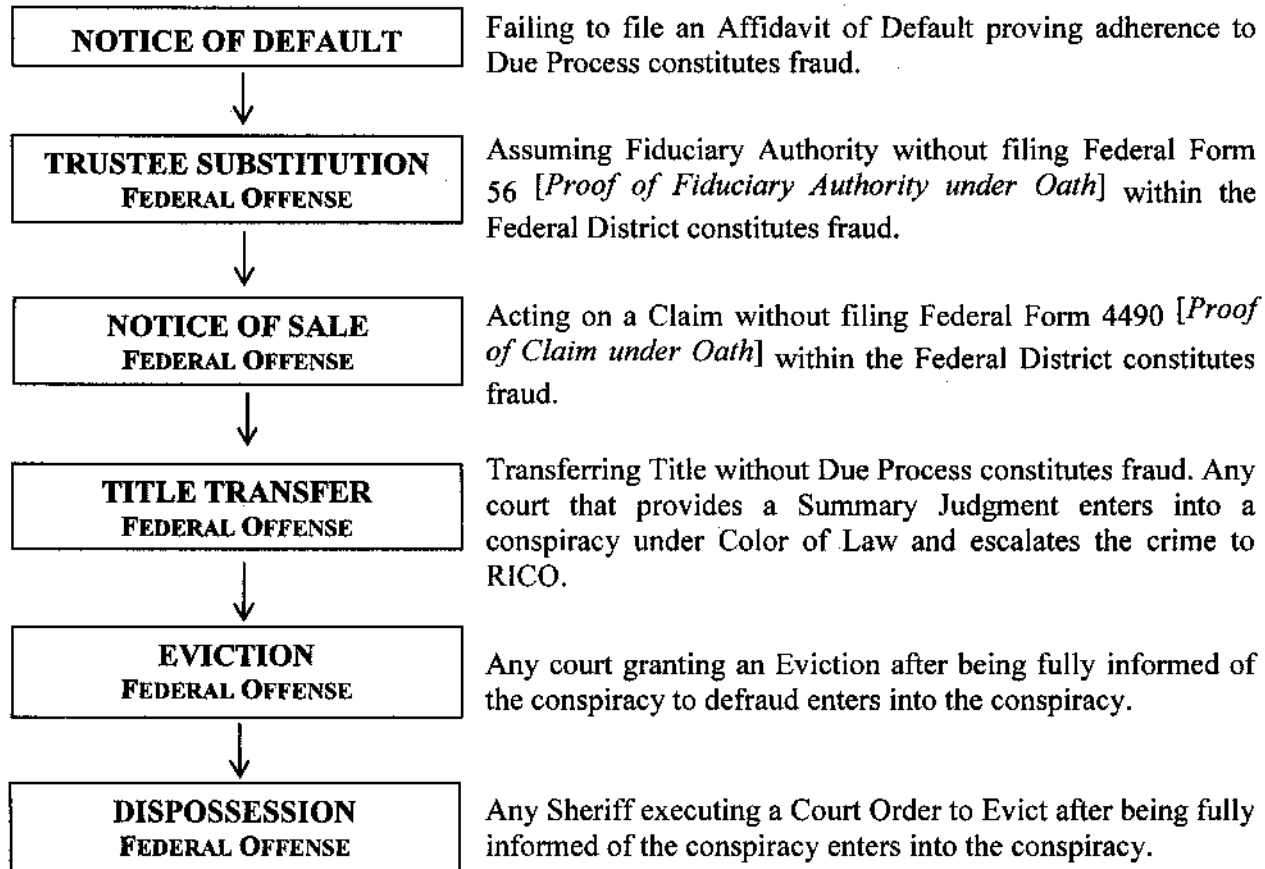 NOTICE OF DEFAULT
Failing to file an Affidavit of Default proving adherence to
Due Process constitutes fraud.
TRUSTEE SUBSTITUTION
FEDERAL OFFENSE
Assuming Fiduciary Authority without filing Federal Form
56 [Proof of Fiduciary Authority under Oath] within the
Federal District constitutes fraud.
NOTICE OF SALE
FEDERAL OFFENSE
Acting on a Claim without filing Federal Form 4490 [Proof
of Claim under Oath] within the Federal District constitutes
fraud.
TITLE TRANSFER
FEDERAL OFFENSE
Transferring Title without Due Process constitutes fraud. Any
court that provides a Summary Judgment enters into a
conspiracy under Color of Law and escalates the crime to
RICO.
EVICTION
FEDERAL OFFENSE
Any court granting an Eviction after being fully informed of
the conspiracy to defraud enters into the conspiracy.
DISPOSSESSION
FEDERAL OFFENSE
Any Sheriff executing a Court Order to Evict after being fully
informed of the conspiracy enters into the conspiracy.